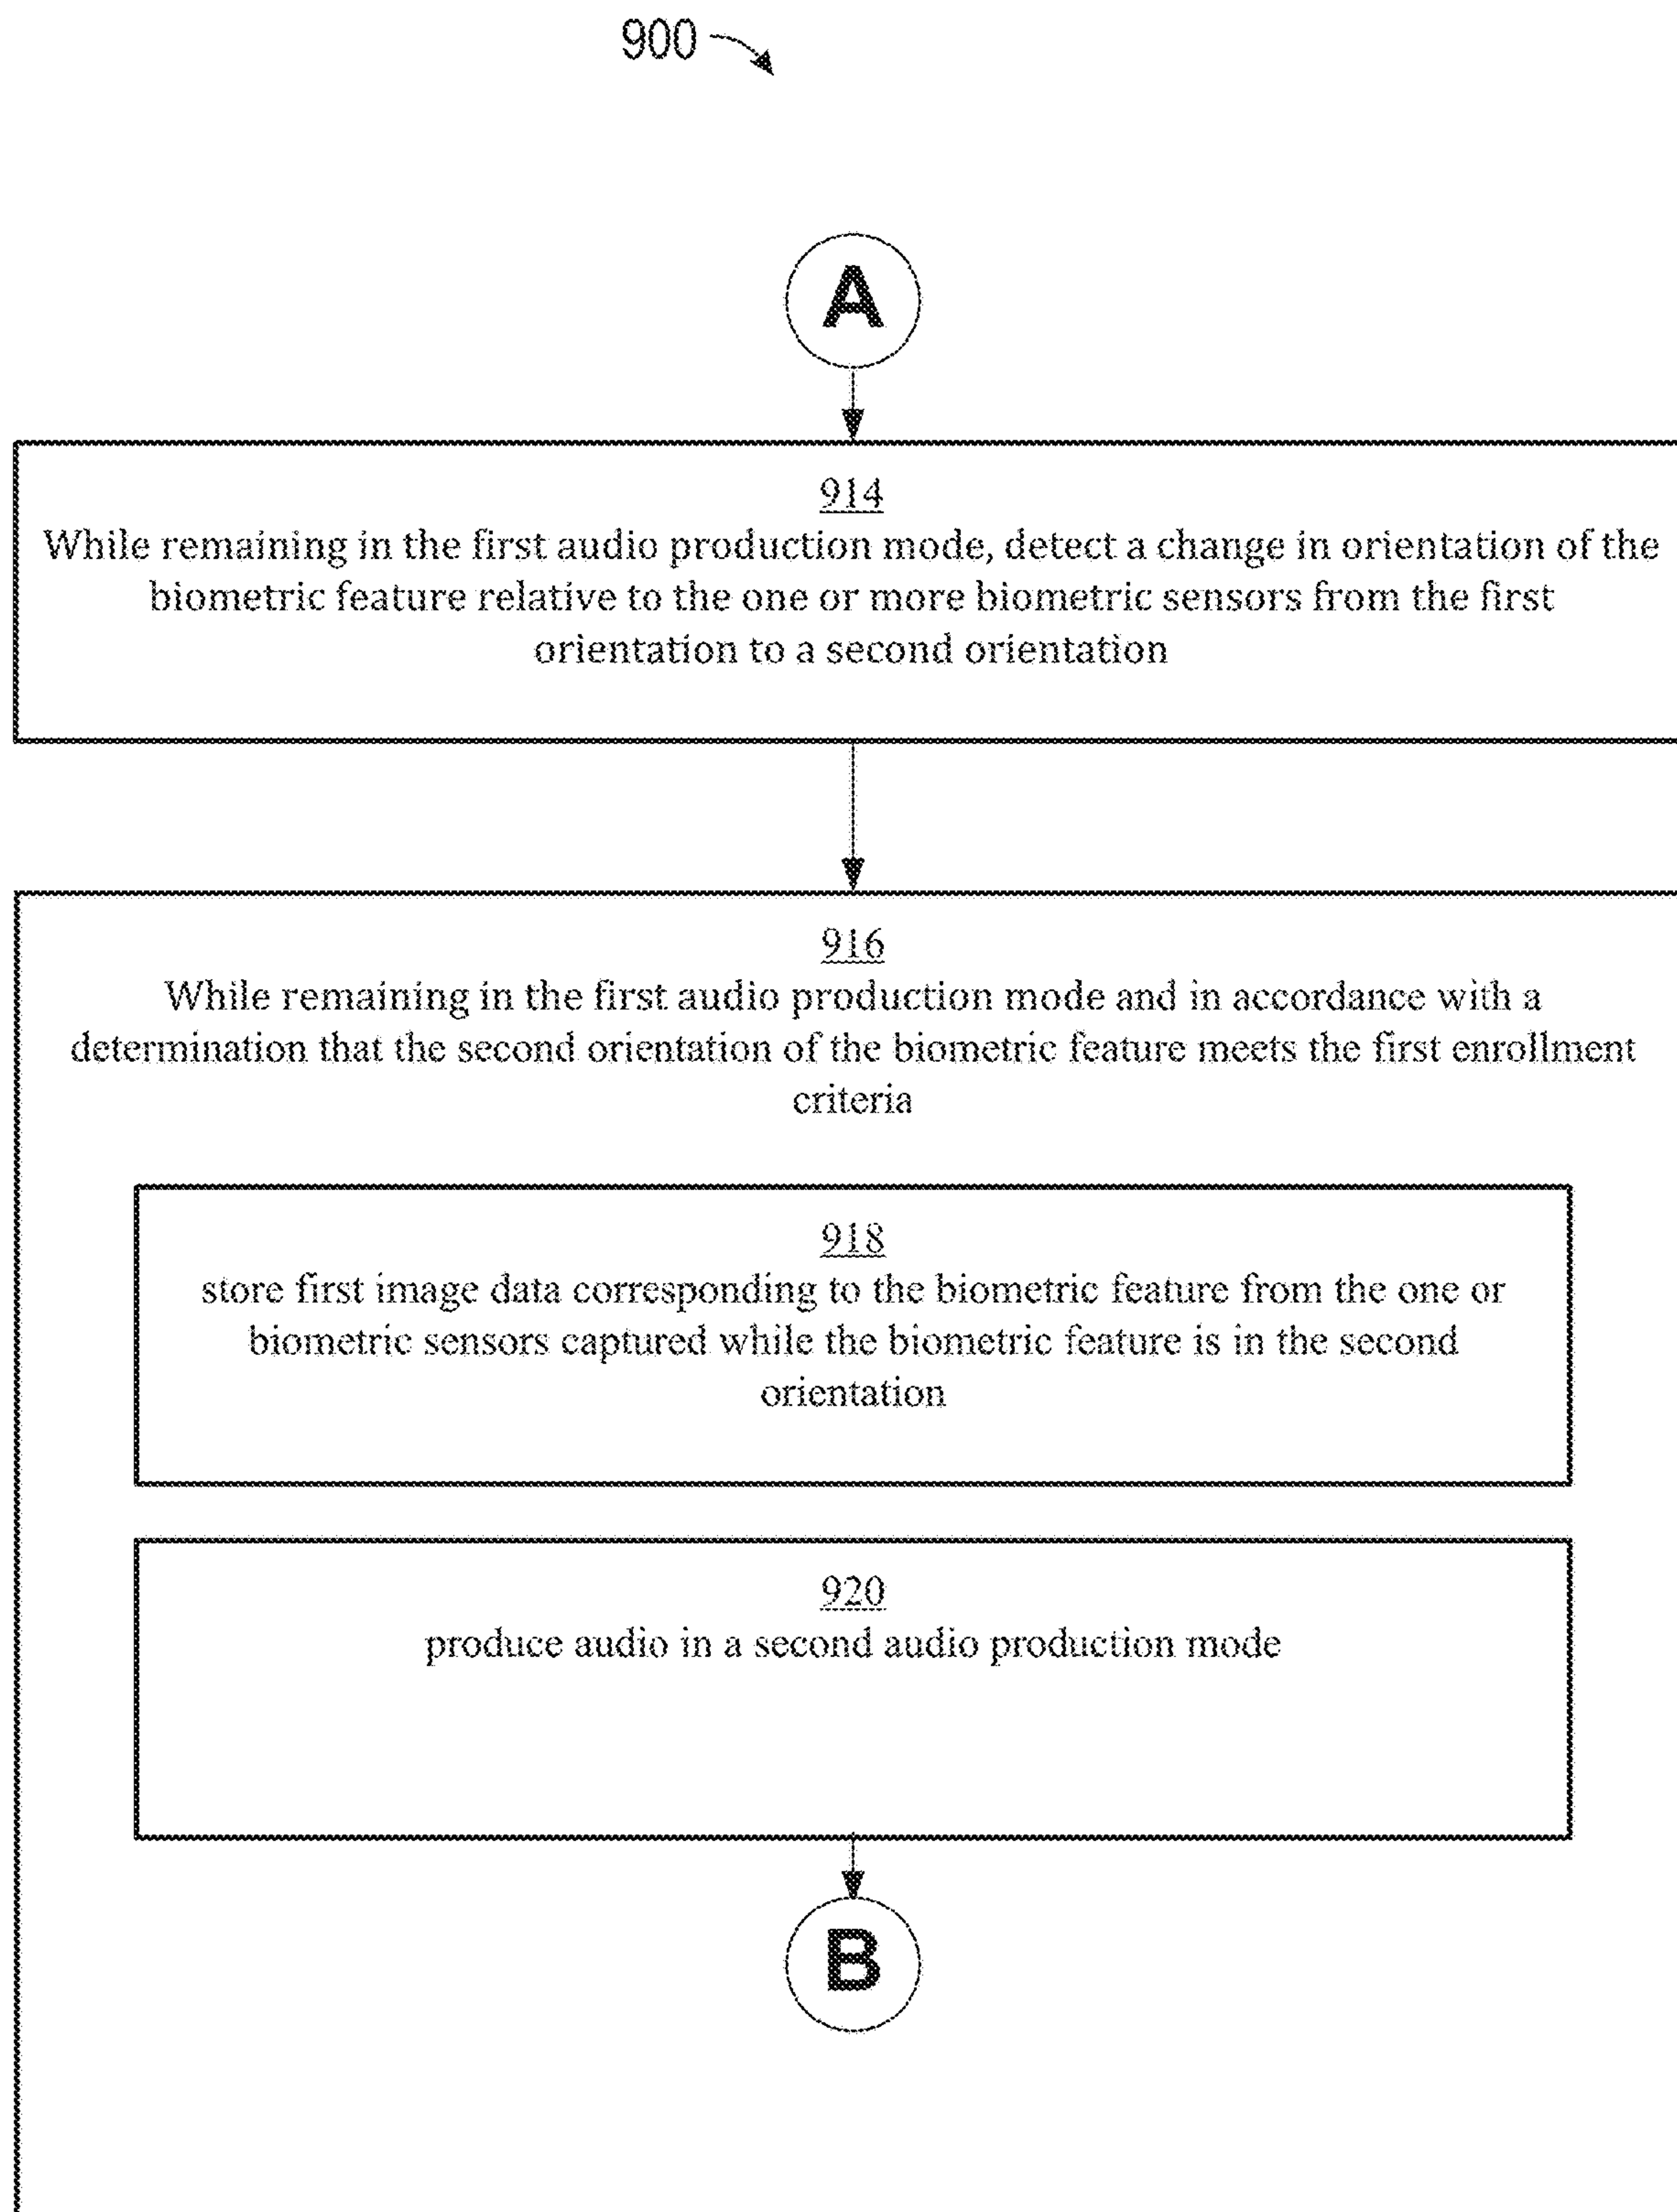 900
A
914
While remaining in the first audio production mode, detect a change in orientation of the
biometric feature relative to the one or more biometric sensors from the first
orientation to a second orientation
916
While remaining in the first audio production mode and in accordance with a
determination that the second orientation of the biometric feature meets the first enrollment
criteria
918
store first image data corresponding to the biometric feature from the one or
biometric sensors captured while the biometric feature is in the second
orientation
920
produce audio in a second audio production mode
B